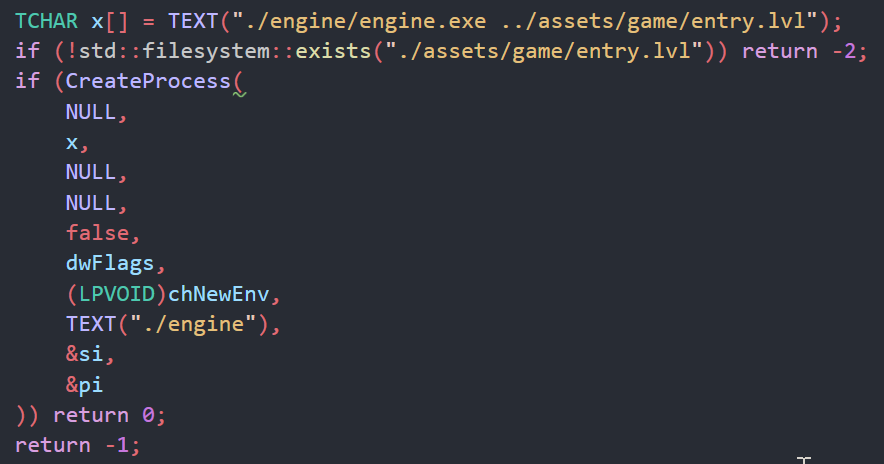 TCHAR x[] = TEXT("./engine/engine.exe ../assets/game/entry.lvl");
if (!std::filesystem::exists("./assets/game/entry.lvl")) return -2;
if (CreateProcess(
    NULL,
    x,
    NULL,
    NULL,
    false,
    dwFlags,
    (LPVOID)chNewEnv,
    TEXT("./engine"),
    &si,
    &pi
)) return 0;
return -1;